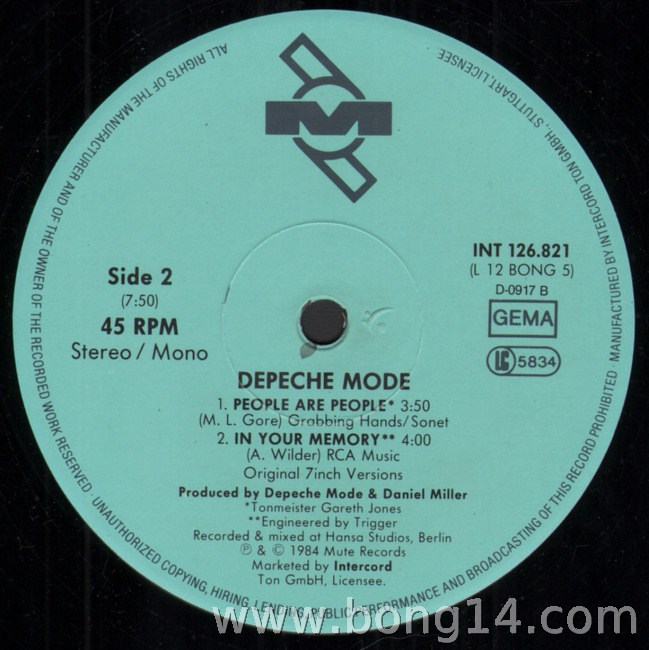 ALL RIGHTS OF THE MANUFACTURER AND OF THE OWNER OF THE RECORDED WORK RESERVED · UNAUTHORIZED COPYING, HIRING, LENDING, PUBLIC PERFORMANCE AND BROADCASTING OF THIS RECORD PROHIBITED · MANUFACTURED BY INTERCORD TON GMBH, STUTTGART, LICENSEE.
M
Side 2
(7:50)
45 RPM
Stereo / Mono
INT 126.821
(L 12 BONG 5)
D-0917 B
GEMA
LC 5834
DEPECHE MODE
1. PEOPLE ARE PEOPLE* 3:50
(M. L. Gore) Grabbing Hands/Sonet
2. IN YOUR MEMORY** 4:00
(A. Wilder) RCA Music
Original 7inch Versions
Produced by Depeche Mode & Daniel Miller
*Tonmeister Gareth Jones
**Engineered by Trigger
Recorded & mixed at Hansa Studios, Berlin
℗ & © 1984 Mute Records
Marketed by Intercord
Ton GmbH, Licensee.
www.bong14.com